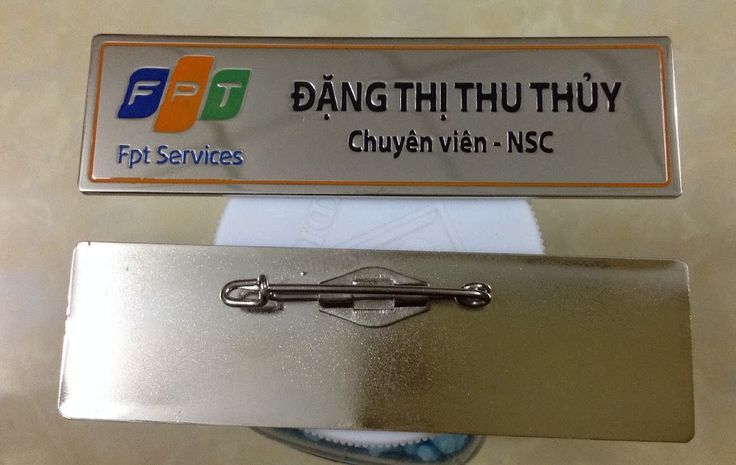 FPT
Fpt Services
ĐẶNG THỊ THU THỦY
Chuyên viên - NSC